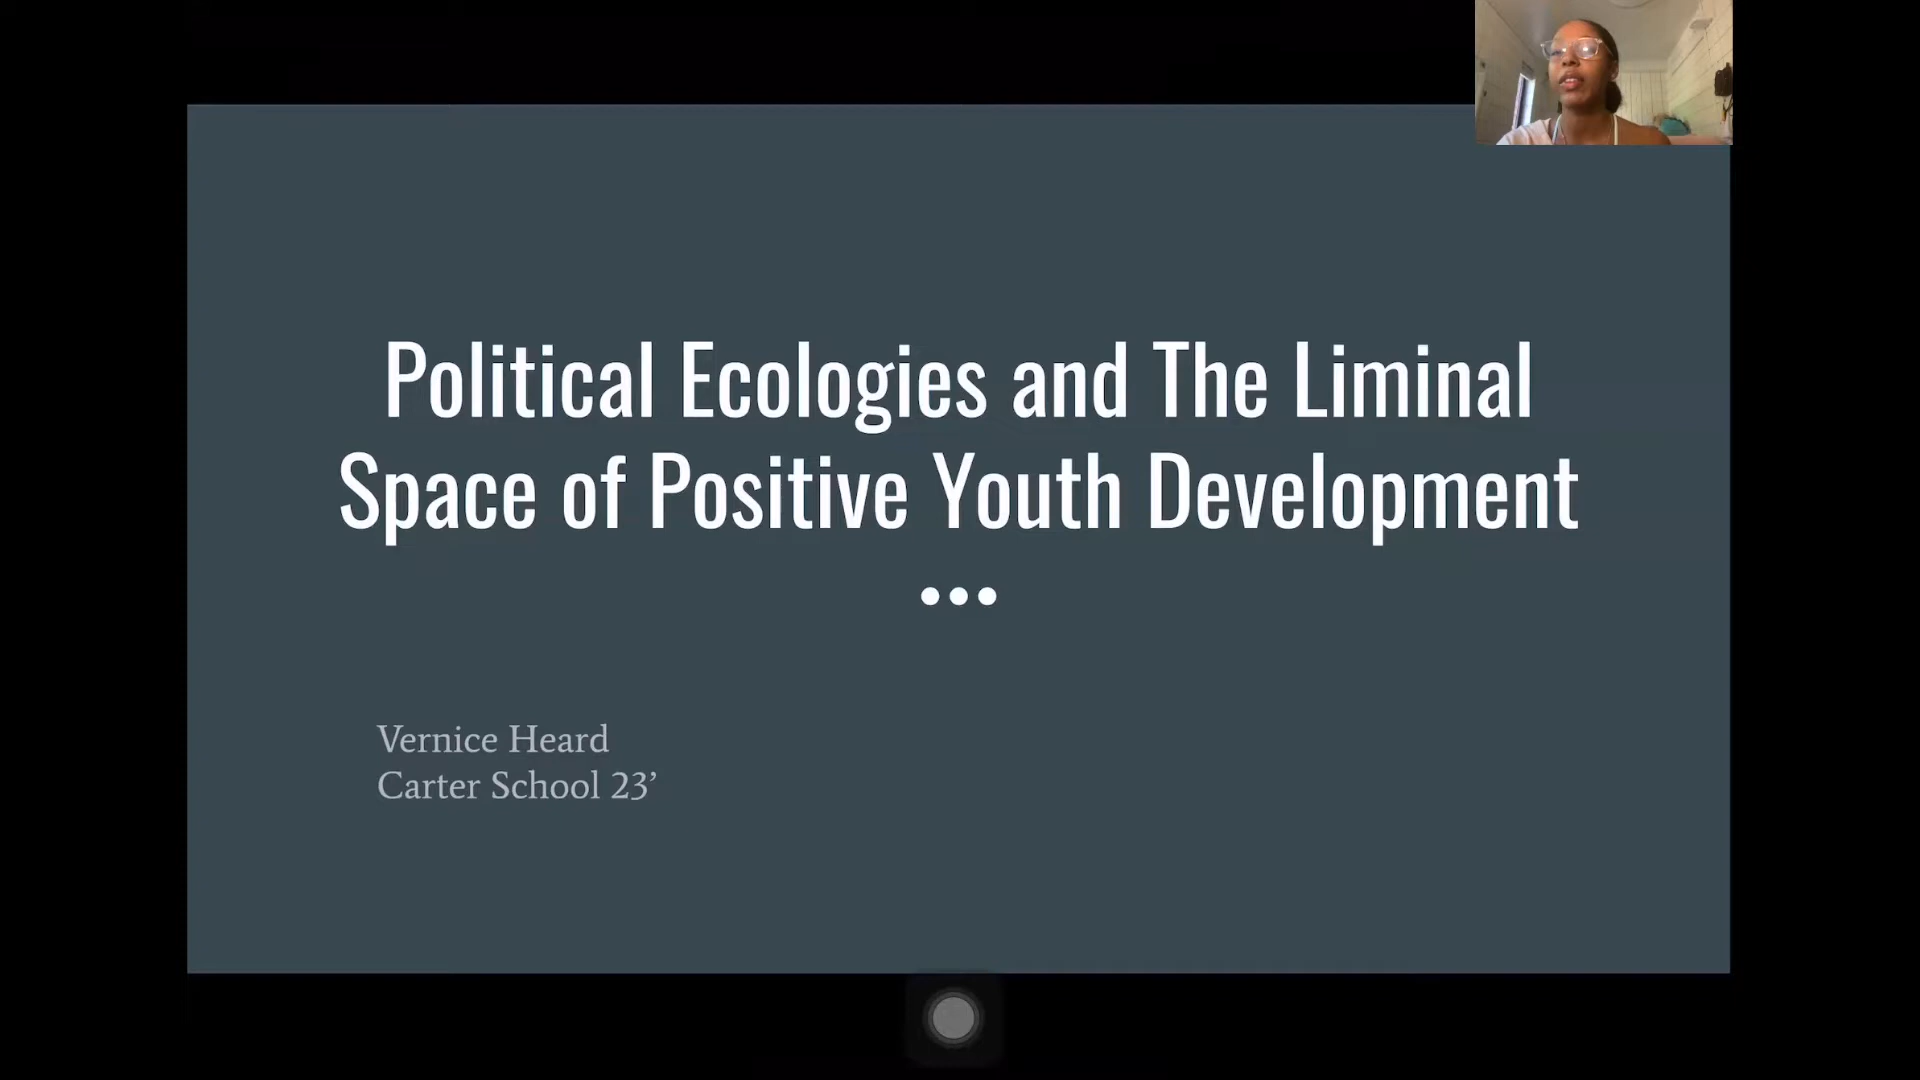 Political Ecologies and The Liminal
Space of Positive Youth Development
Vernice Heard
Carter School 23’